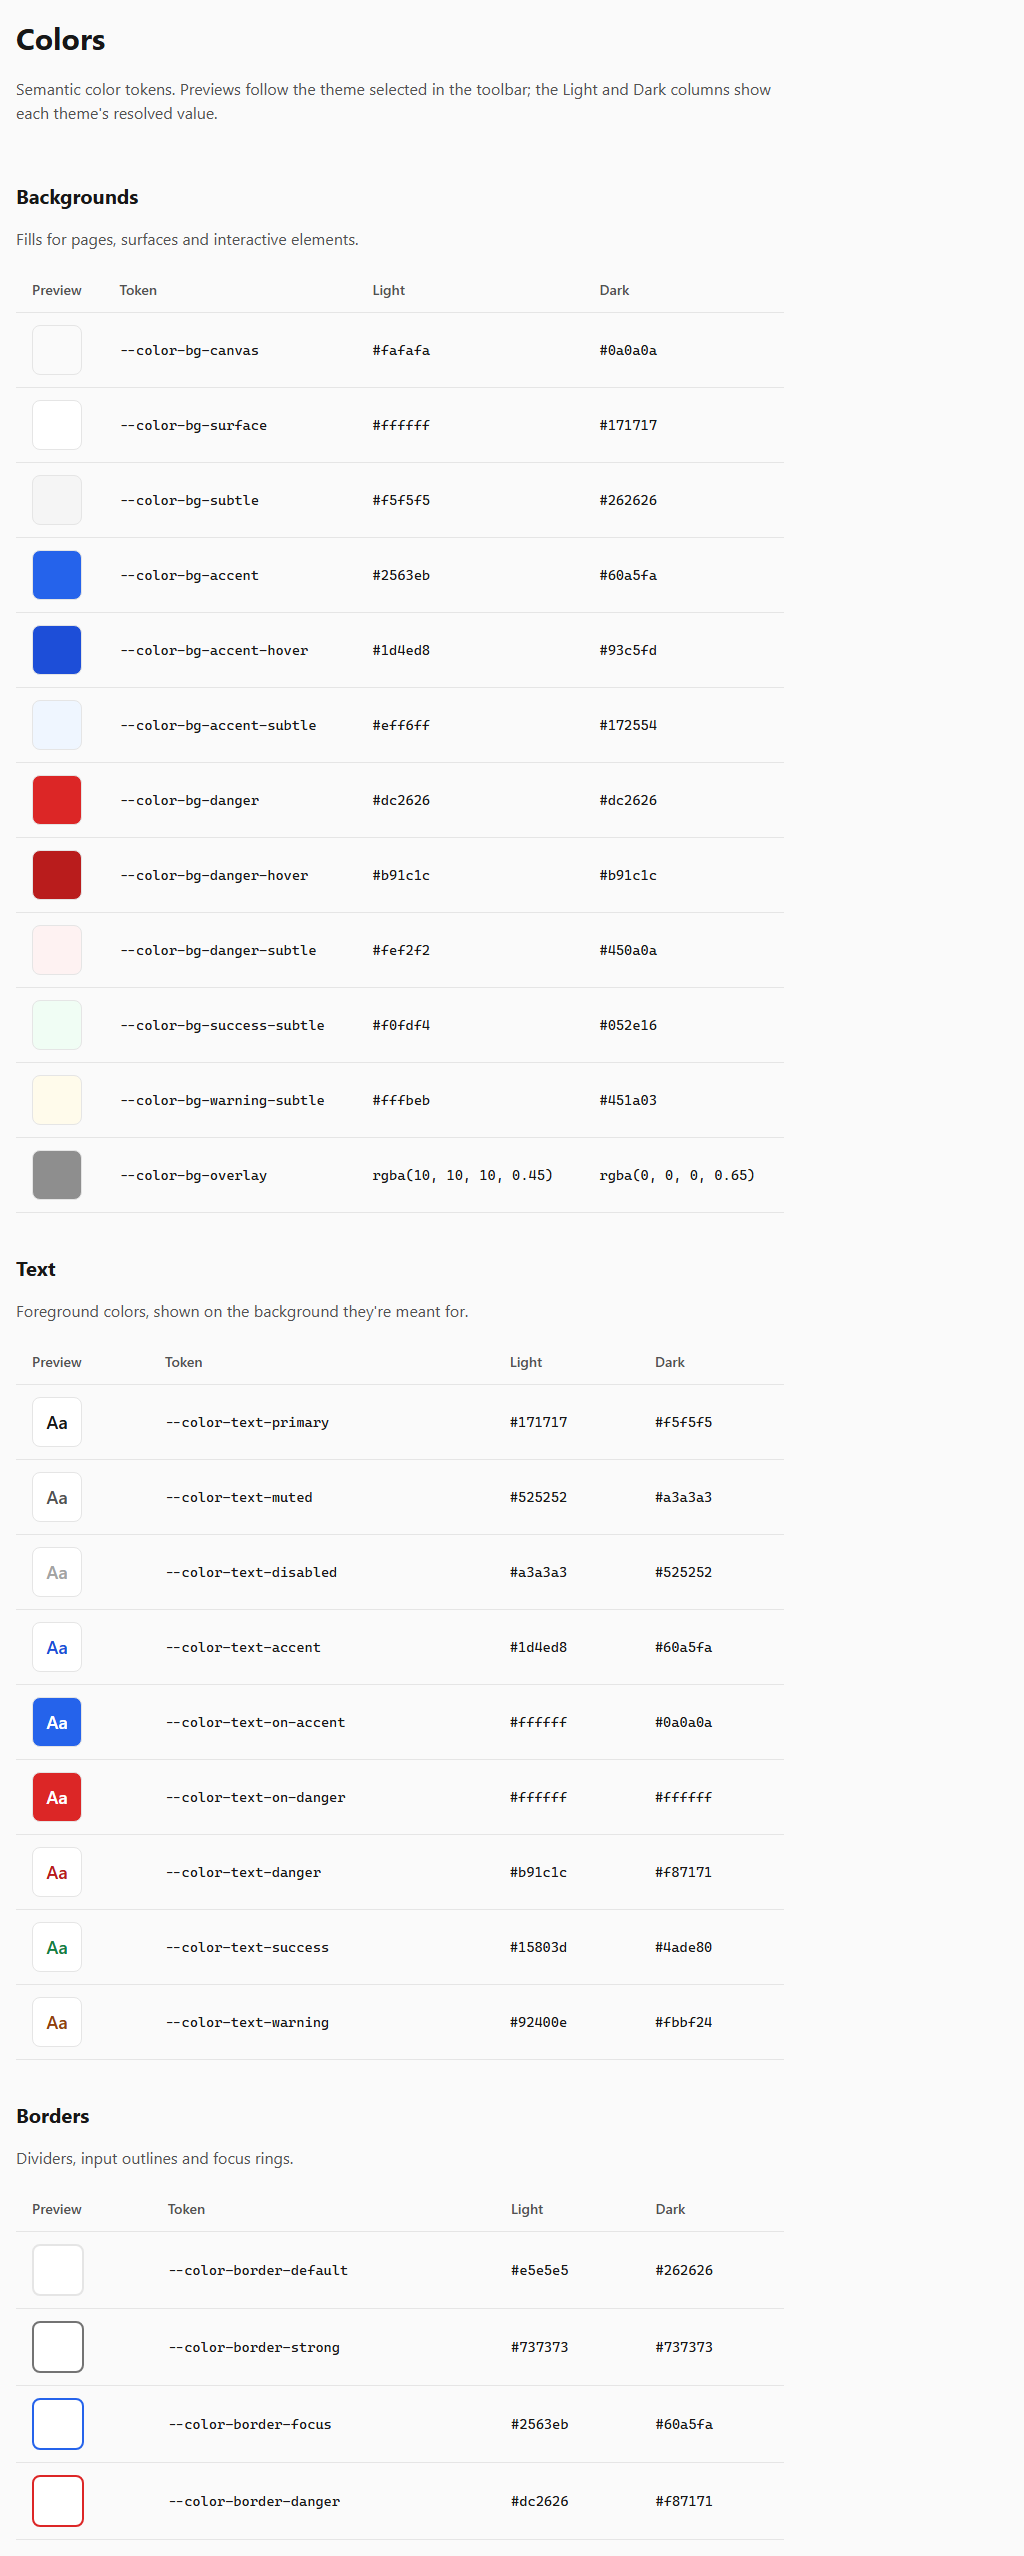 Colors
Semantic color tokens. Previews follow the theme selected in the toolbar; the Light and Dark columns show
each theme's resolved value.
Backgrounds
Fills for pages, surfaces and interactive elements.
Preview Token Light Dark
--color-bg-canvas #fafafa #0a0a0a
--color-bg-surface #ffffff #171717
--color-bg-subtle #f5f5f5 #262626
--color-bg-accent #2563eb #60a5fa
--color-bg-accent-hover #1d4ed8 #93c5fd
--color-bg-accent-subtle #eff6ff #172554
--color-bg-danger #dc2626 #dc2626
--color-bg-danger-hover #b91c1c #b91c1c
--color-bg-danger-subtle #fef2f2 #450a0a
--color-bg-success-subtle #f0fdf4 #052e16
--color-bg-warning-subtle #fffbeb #451a03
--color-bg-overlay rgba(10, 10, 10, 0.45) rgba(0, 0, 0, 0.65)
Text
Foreground colors, shown on the background they're meant for.
Preview Token Light Dark
Aa --color-text-primary #171717 #f5f5f5
Aa --color-text-muted #525252 #a3a3a3
Aa --color-text-disabled #a3a3a3 #525252
Aa --color-text-accent #1d4ed8 #60a5fa
Aa --color-text-on-accent #ffffff #0a0a0a
Aa --color-text-on-danger #ffffff #ffffff
Aa --color-text-danger #b91c1c #f87171
Aa --color-text-success #15803d #4ade80
Aa --color-text-warning #92400e #fbbf24
Borders
Dividers, input outlines and focus rings.
Preview Token Light Dark
--color-border-default #e5e5e5 #262626
--color-border-strong #737373 #737373
--color-border-focus #2563eb #60a5fa
--color-border-danger #dc2626 #f87171